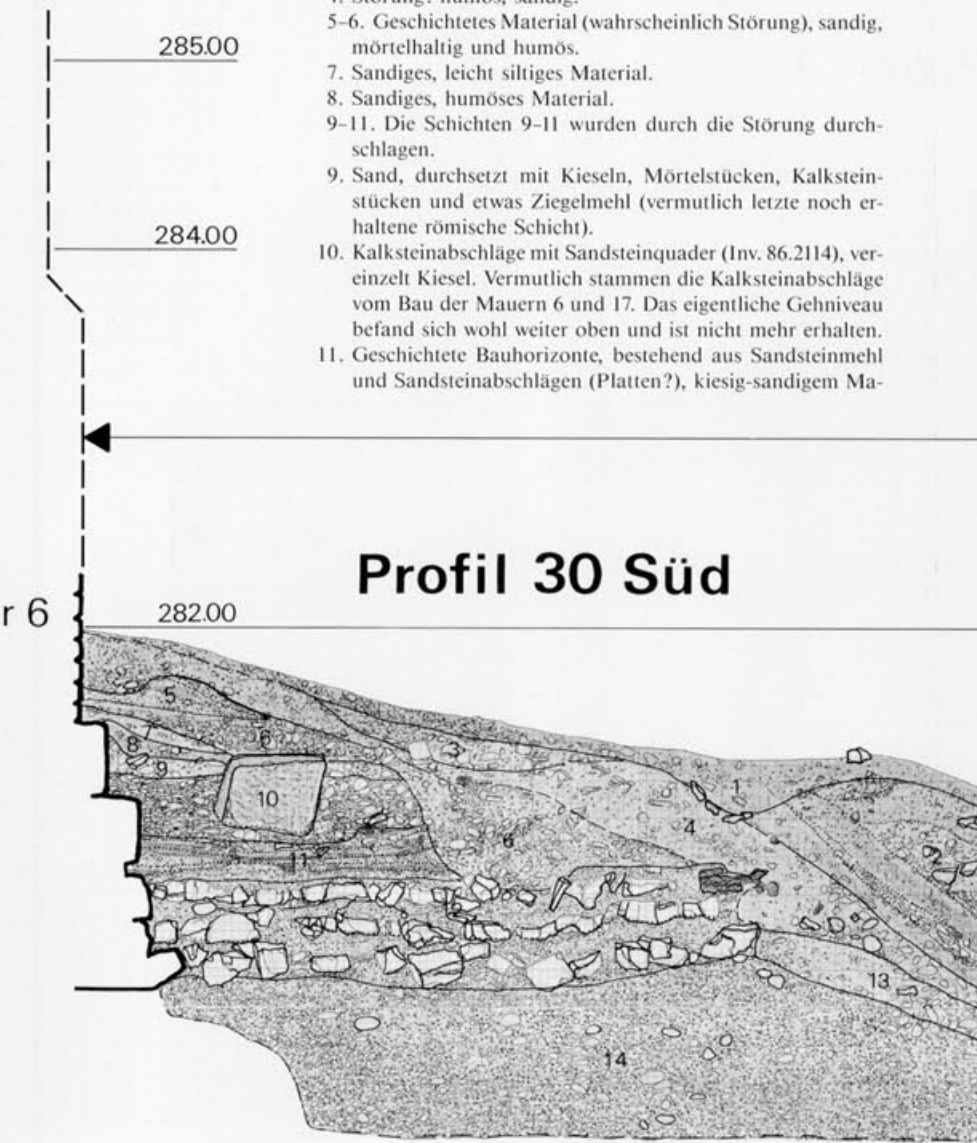 4. Störung? humös, sandig.
5–6. Geschichtetes Material (wahrscheinlich Störung), sandig,
mörtelhaltig und humös.
7. Sandiges, leicht siltiges Material.
8. Sandiges, humöses Material.
9–11. Die Schichten 9–11 wurden durch die Störung durch-
schlagen.
9. Sand, durchsetzt mit Kieseln, Mörtelstücken, Kalkstein-
stücken und etwas Ziegelmehl (vermutlich letzte noch er-
haltene römische Schicht).
10. Kalksteinabschläge mit Sandsteinquader (Inv. 86.2114), ver-
einzelt Kiesel. Vermutlich stammen die Kalksteinabschläge
vom Bau der Mauern 6 und 17. Das eigentliche Gehniveau
befand sich wohl weiter oben und ist nicht mehr erhalten.
11. Geschichtete Bauhorizonte, bestehend aus Sandsteinmehl
und Sandsteinabschlägen (Platten?), kiesig-sandigem Ma-
285.00
284.00
Profil 30 Süd
r 6
282.00
5
6
8
9
10
11
3
1
4
6
2
13
14